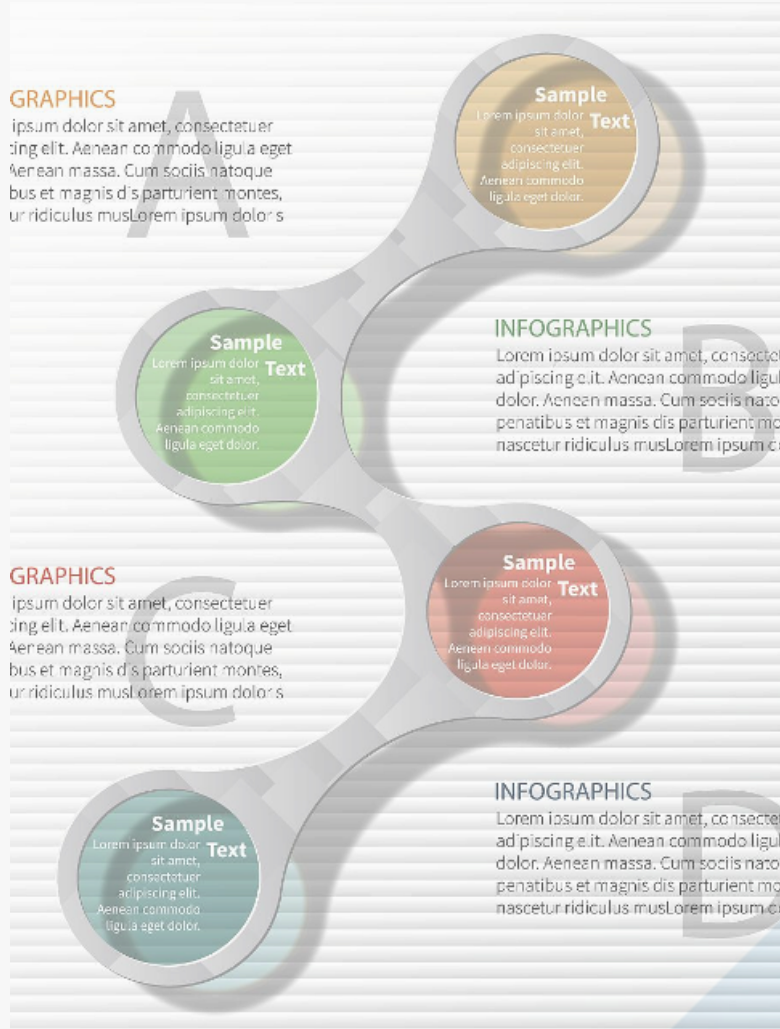 Sample
Text
Lorem ipsum dolor
sit amet,
consectetuer
adipiscing elit.
Aenean commodo
ligula eget dolor.
A
GRAPHICS
ipsum dolor sit amet, consectetuer
cing elit. Aenean commodo ligula eget
Aenean massa. Cum sociis natoque
bus et magnis dis parturient montes,
ur ridiculus musLorem ipsum dolor s
Sample
Text
Lorem ipsum dolor
sit amet,
consectetuer
adipiscing elit.
Aenean commodo
ligula eget dolor.
B
INFOGRAPHICS
Lorem ipsum dolor sit amet, consectet
adipiscing elit. Aenean commodo ligul
dolor. Aenean massa. Cum sociis nato
penatibus et magnis dis parturient mo
nascetur ridiculus musLorem ipsum d
Sample
Text
Lorem ipsum dolor
sit amet,
consectetuer
adipiscing elit.
Aenean commodo
ligula eget dolor.
C
GRAPHICS
ipsum dolor sit amet, consectetuer
cing elit. Aenean commodo ligula eget
Aenean massa. Cum sociis natoque
bus et magnis dis parturient montes,
ur ridiculus musLorem ipsum dolor s
Sample
Text
Lorem ipsum dolor
sit amet,
consectetuer
adipiscing elit.
Aenean commodo
ligula eget dolor.
D
INFOGRAPHICS
Lorem ipsum dolor sit amet, consectet
adipiscing elit. Aenean commodo ligul
dolor. Aenean massa. Cum sociis nato
penatibus et magnis dis parturient mo
nascetur ridiculus musLorem ipsum d